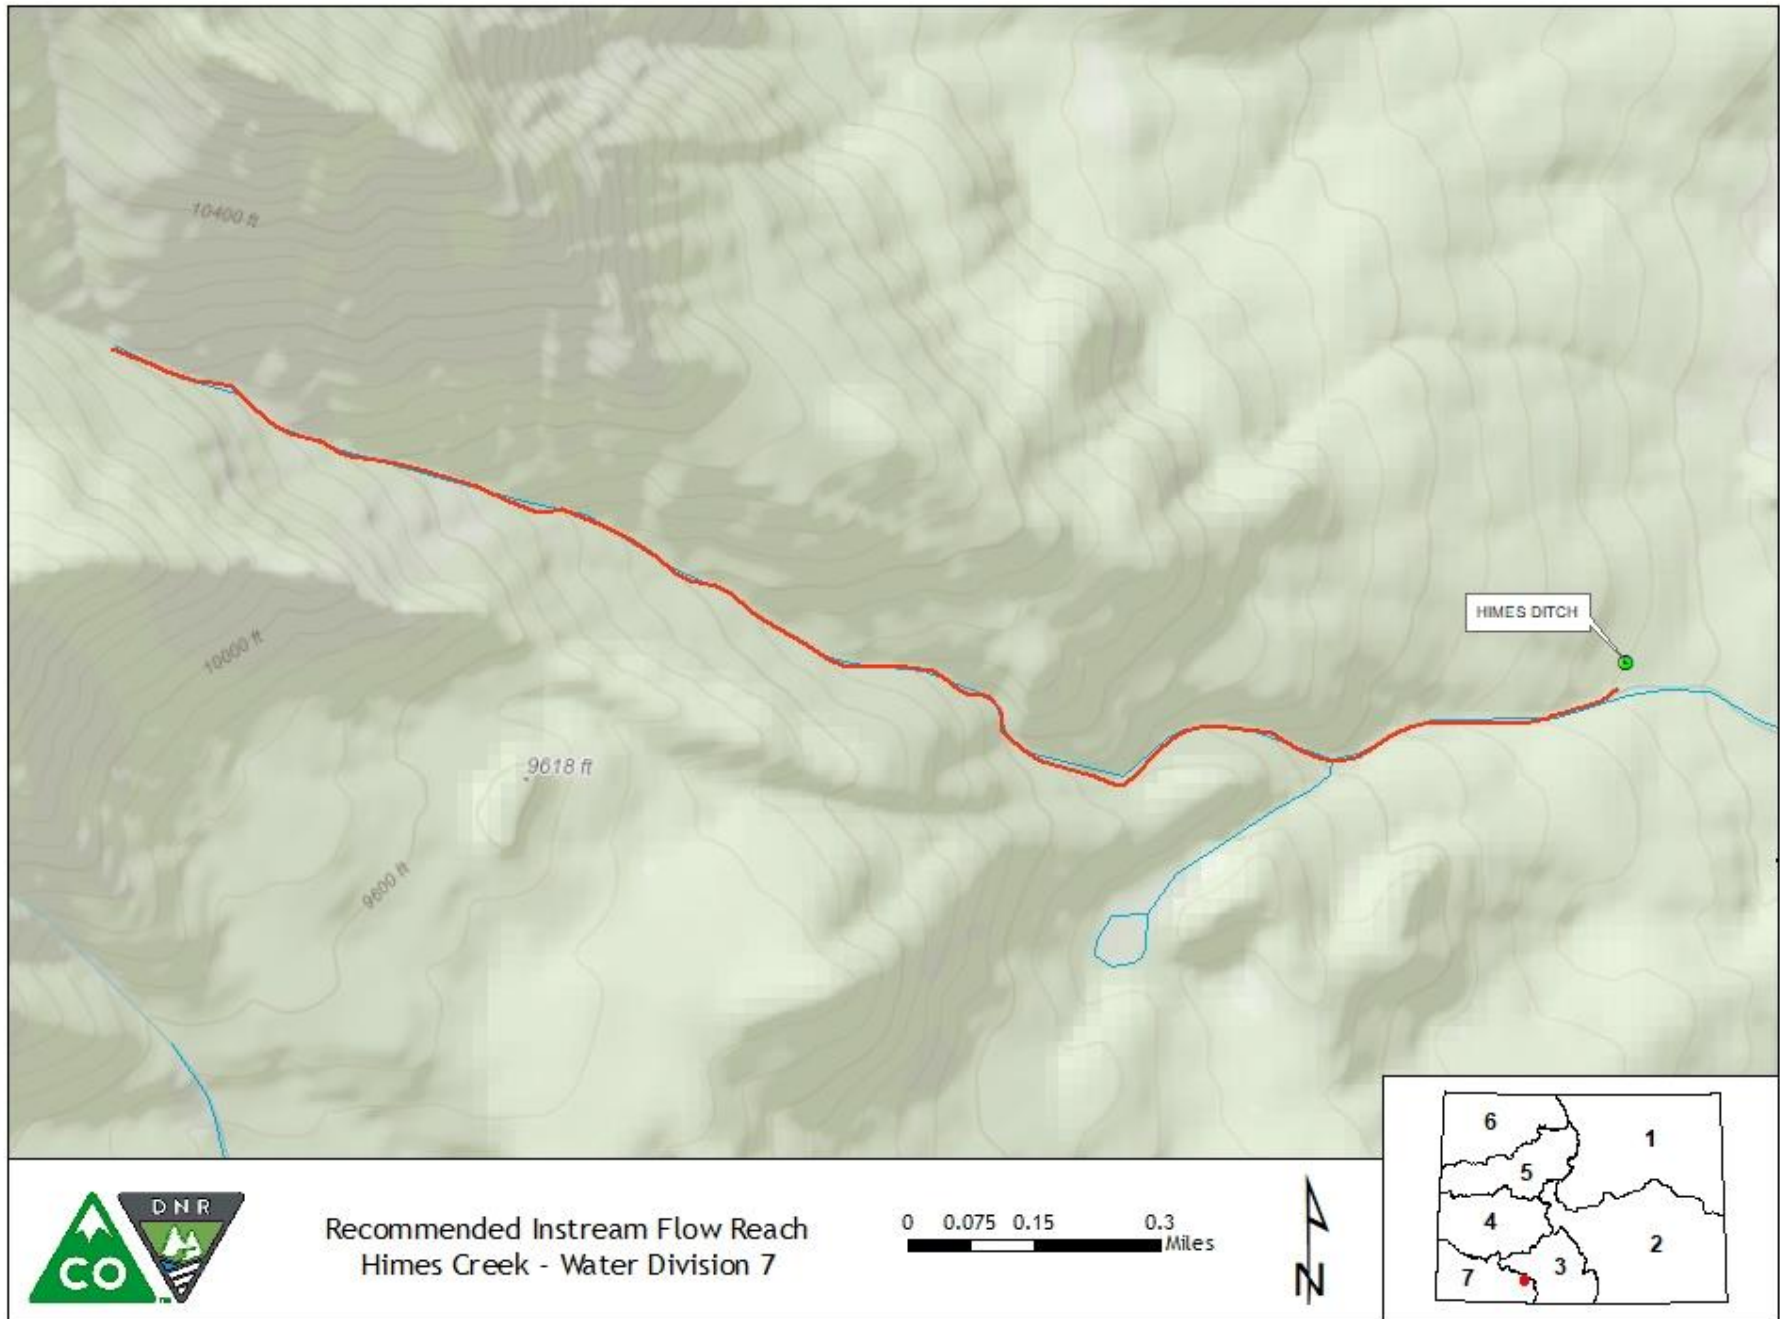 10400 ft
HIMES DITCH
10000 ft
9618 ft
9600 ft
DNR
CO
Recommended Instream Flow Reach
Himes Creek - Water Division 7
0 0.075 0.15 0.3
Miles
N
6
1
5
4
2
3
7